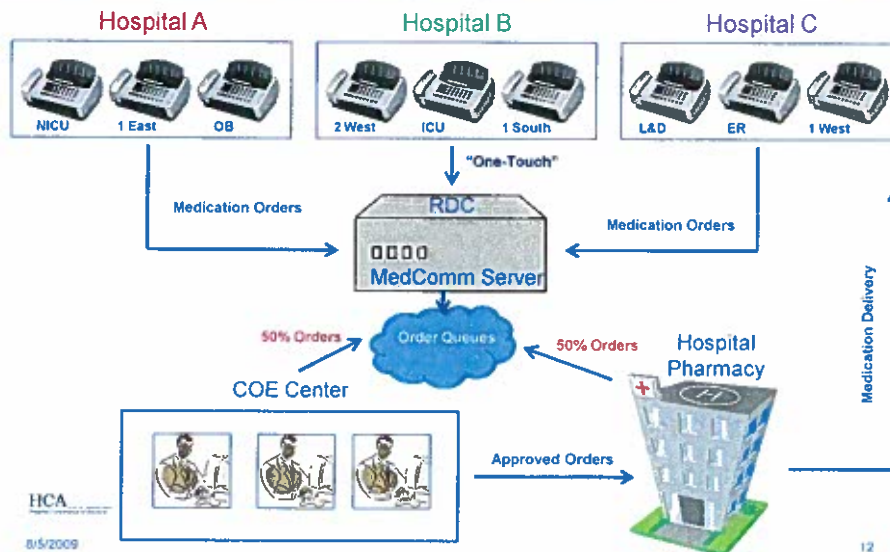 Hospital A
Hospital B
Hospital C
NICU
1 East
OB
2 West
ICU
1 South
L&D
ER
1 West
"One-Touch"
Medication Orders
RDC
Medication Orders
MedComm Server
Medication Delivery
50% Orders
Order Queues
50% Orders
Hospital
Pharmacy
H
COE Center
Approved Orders
HCA
8/5/2009
12